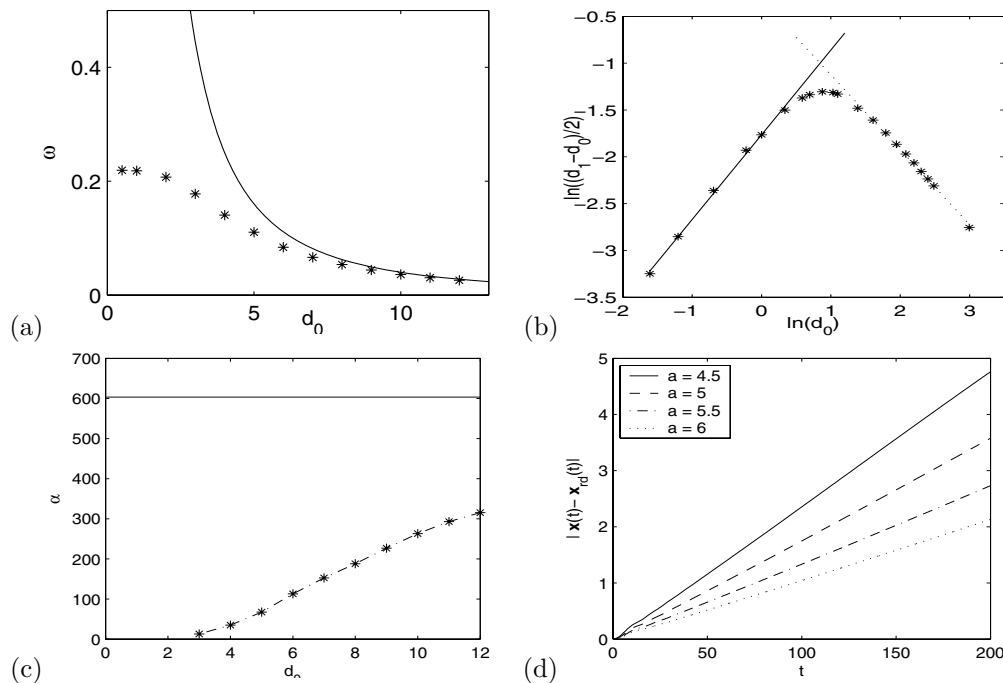 0.4
0.2
0
ω
0
5
10
d₀
(a)
−0.5
−1
−1.5
−2
−2.5
−3
−3.5
ln((d₁−d₀)/2)|
−2
−1
0
1
2
3
ln(d₀)
(b)
700
600
500
400
300
200
100
0
α
0
2
4
6
8
10
12
d₀
(c)
5
4
3
2
1
0
| x(t)− x_rd(t)|
a = 4.5
a = 5
a = 5.5
a = 6
0
50
100
150
200
t
(d)